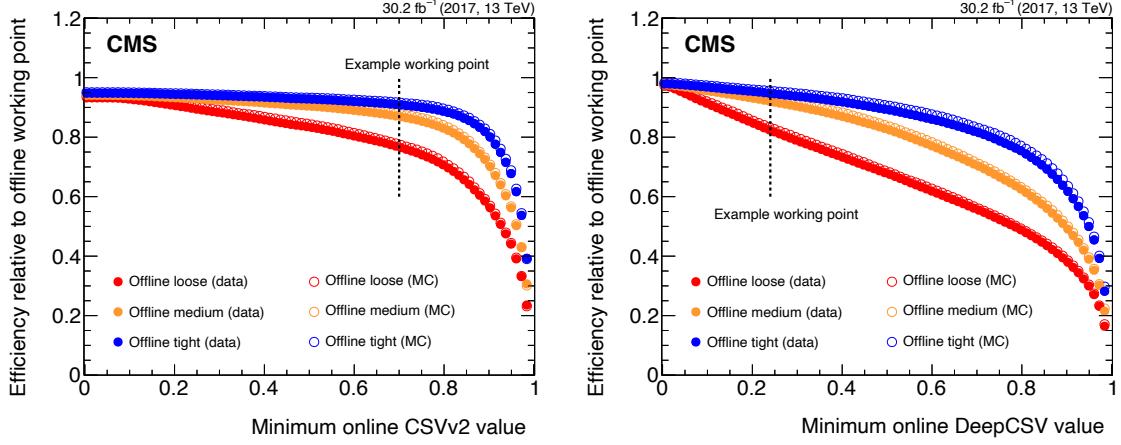 30.2 fb⁻¹ (2017, 13 TeV)
CMS
Example working point
Efficiency relative to offline working point
1.2
1
0.8
0.6
0.4
0.2
0
Offline loose (data)
Offline loose (MC)
Offline medium (data)
Offline medium (MC)
Offline tight (data)
Offline tight (MC)
0 0.2 0.4 0.6 0.8 1
Minimum online CSVv2 value
30.2 fb⁻¹ (2017, 13 TeV)
CMS
Example working point
Efficiency relative to offline working point
1.2
1
0.8
0.6
0.4
0.2
0
Offline loose (data)
Offline loose (MC)
Offline medium (data)
Offline medium (MC)
Offline tight (data)
Offline tight (MC)
0 0.2 0.4 0.6 0.8 1
Minimum online DeepCSV value